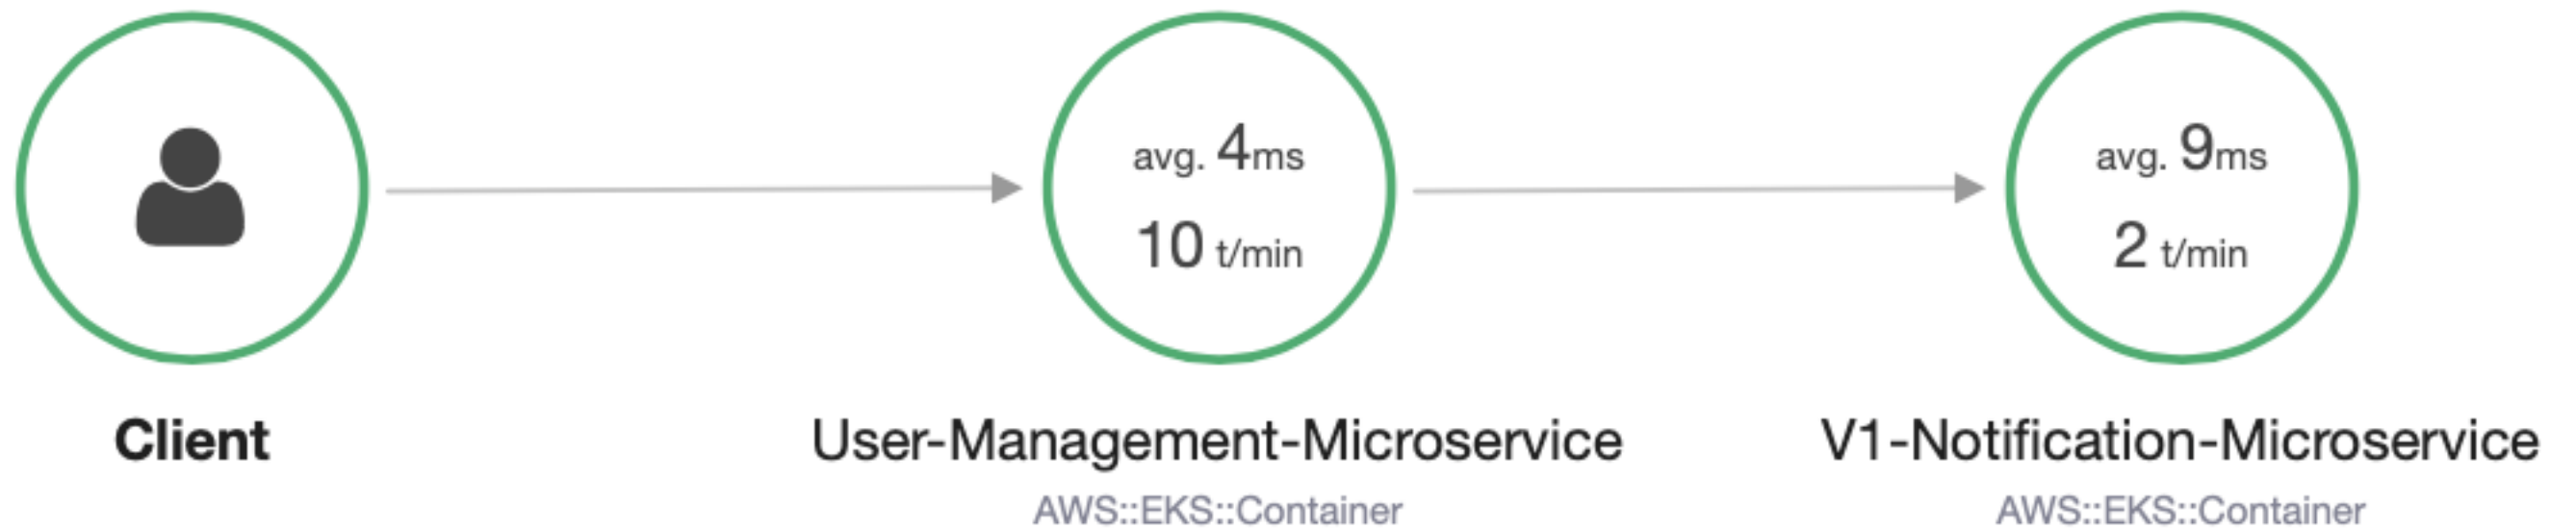 avg. 4ms
10 t/min
avg. 9ms
2 t/min
Client
User-Management-Microservice
AWS::EKS::Container
V1-Notification-Microservice
AWS::EKS::Container